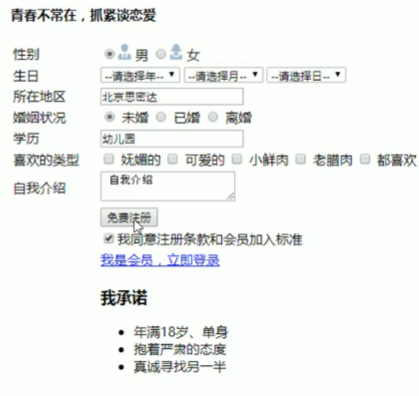 青春不常在，抓紧谈恋爱
性别 男 女
生日 --请选择年-- --请选择月-- --请选择日--
所在地区 北京思密达
婚姻状况 未婚 已婚 离婚
学历 幼儿园
喜欢的类型 妩媚的 可爱的 小鲜肉 老腊肉 都喜欢
自我介绍 自我介绍
免费注册
我同意注册条款和会员加入标准
我是会员，立即登录
我承诺
年满18岁、单身
抱着严肃的态度
真诚寻找另一半